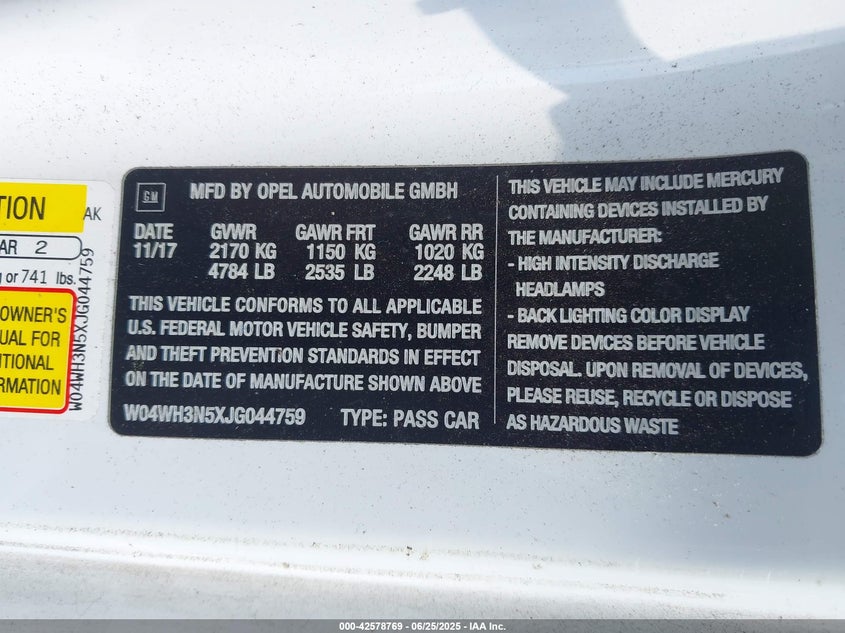 TION
AK
AR 2
g or 741 lbs.
OWNER'S
UAL FOR
ITIONAL
RMATION
W04WH3N5XJG044759
GM
MFD BY OPEL AUTOMOBILE GMBH
DATE GVWR GAWR FRT GAWR RR
11/17 2170 KG 1150 KG 1020 KG
4784 LB 2535 LB 2248 LB
THIS VEHICLE CONFORMS TO ALL APPLICABLE
U.S. FEDERAL MOTOR VEHICLE SAFETY, BUMPER
AND THEFT PREVENTION STANDARDS IN EFFECT
ON THE DATE OF MANUFACTURE SHOWN ABOVE
W04WH3N5XJG044759 TYPE: PASS CAR
THIS VEHICLE MAY INCLUDE MERCURY
CONTAINING DEVICES INSTALLED BY
THE MANUFACTURER:
- HIGH INTENSITY DISCHARGE
HEADLAMPS
- BACK LIGHTING COLOR DISPLAY
REMOVE DEVICES BEFORE VEHICLE
DISPOSAL. UPON REMOVAL OF DEVICES,
PLEASE REUSE, RECYCLE OR DISPOSE
AS HAZARDOUS WASTE
000-42578769 - 06/25/2025 - IAA Inc.